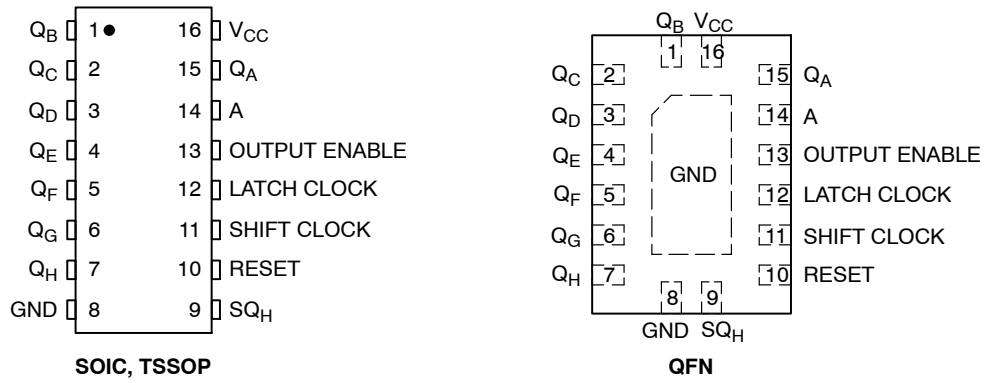 QB 1 16 VCC
QC 2 15 QA
QD 3 14 A
QE 4 13 OUTPUT ENABLE
QF 5 12 LATCH CLOCK
QG 6 11 SHIFT CLOCK
QH 7 10 RESET
GND 8 9 SQH
SOIC, TSSOP
QB VCC
1 16
QC 2 15 QA
QD 3 14 A
QE 4 13 OUTPUT ENABLE
GND
QF 5 12 LATCH CLOCK
QG 6 11 SHIFT CLOCK
QH 7 10 RESET
8 9
GND SQH
QFN